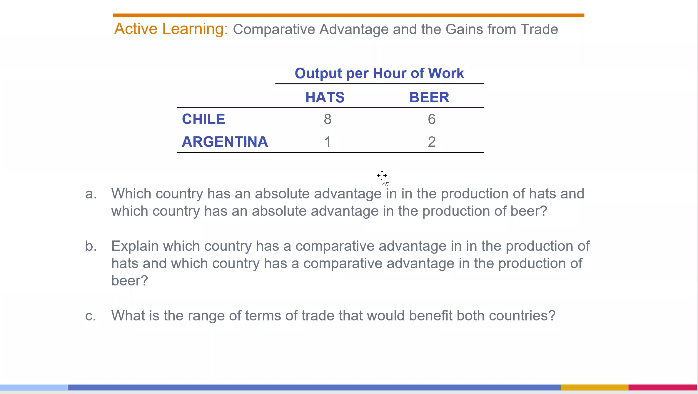 Active Learning: Comparative Advantage and the Gains from Trade
Output per Hour of Work
HATS BEER
CHILE 8 6
ARGENTINA 1 2
a. Which country has an absolute advantage in in the production of hats and
which country has an absolute advantage in the production of beer?
b. Explain which country has a comparative advantage in in the production of
hats and which country has a comparative advantage in the production of
beer?
c. What is the range of terms of trade that would benefit both countries?